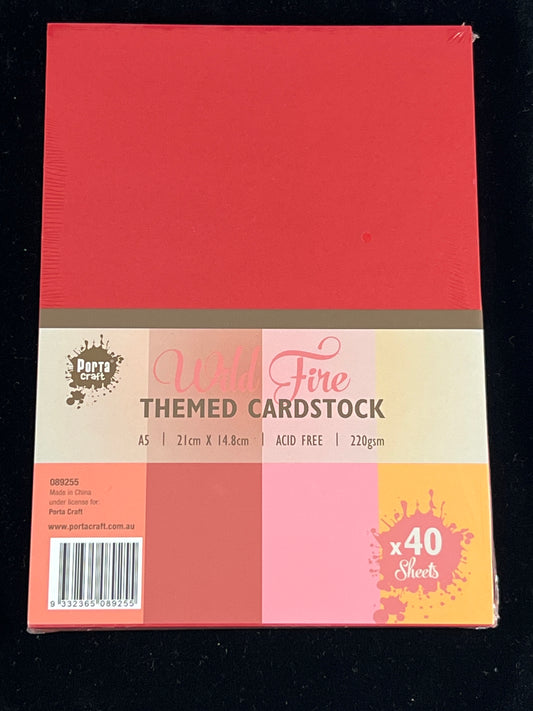 Porta
craft
Wild Fire
THEMED CARDSTOCK
A5 | 21cm X 14.8cm | ACID FREE | 220gsm
089255
Made in China
under license for:
Porta Craft
www.portacraft.com.au
9 332365 089255
x40
Sheets